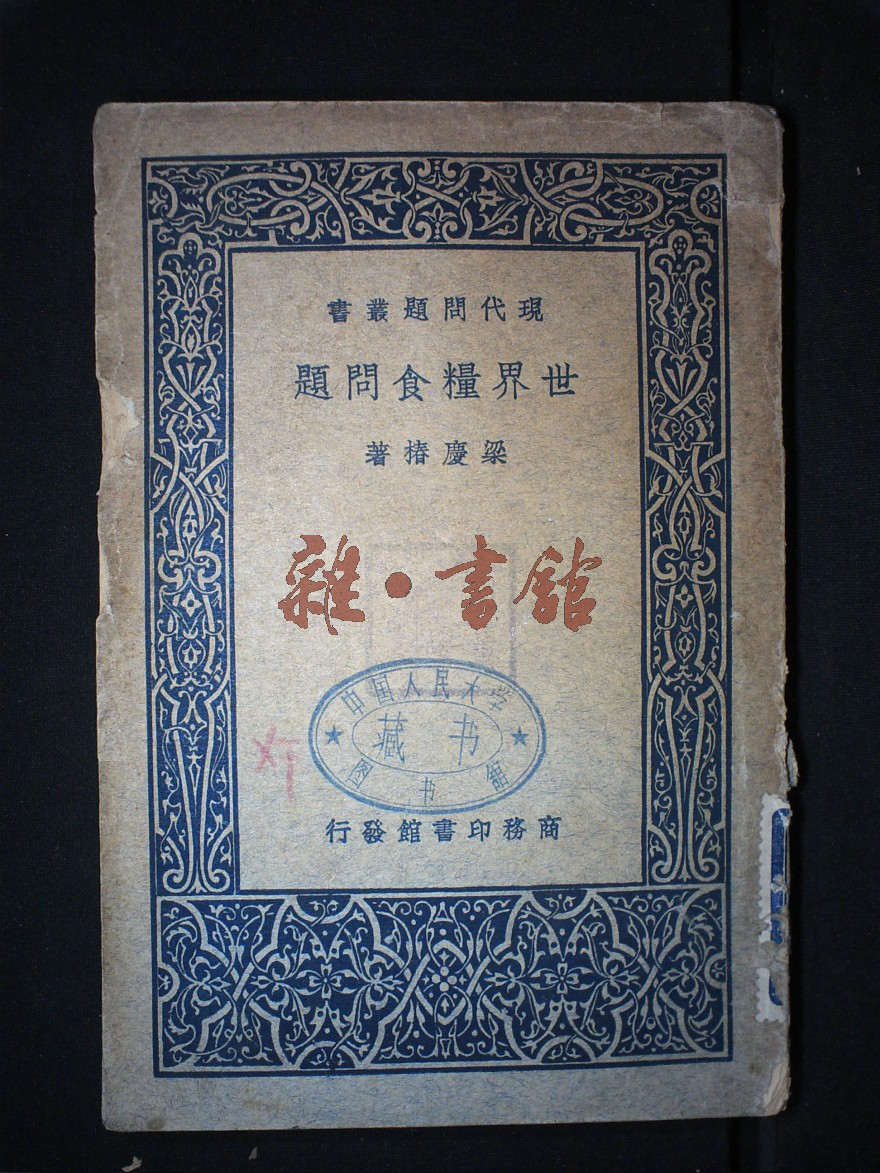 現代問題叢書
世界糧食問題
梁慶椿著
雜·書館
中国人民大学
藏书
图书馆
商務印書館發行